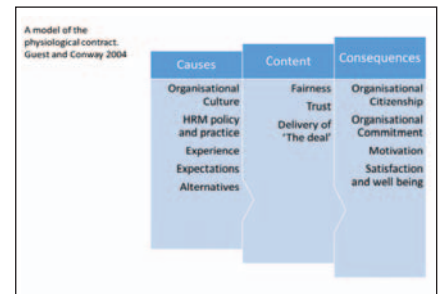 A model of the
physiological contract.
Guest and Conway 2004
Causes
Organisational
Culture
HRM policy
and practice
Experience
Expectations
Alternatives
Content
Fairness
Trust
Delivery of
'The deal'
Consequences
Organisational
Citizenship
Organisational
Commitment
Motivation
Satisfaction
and well being